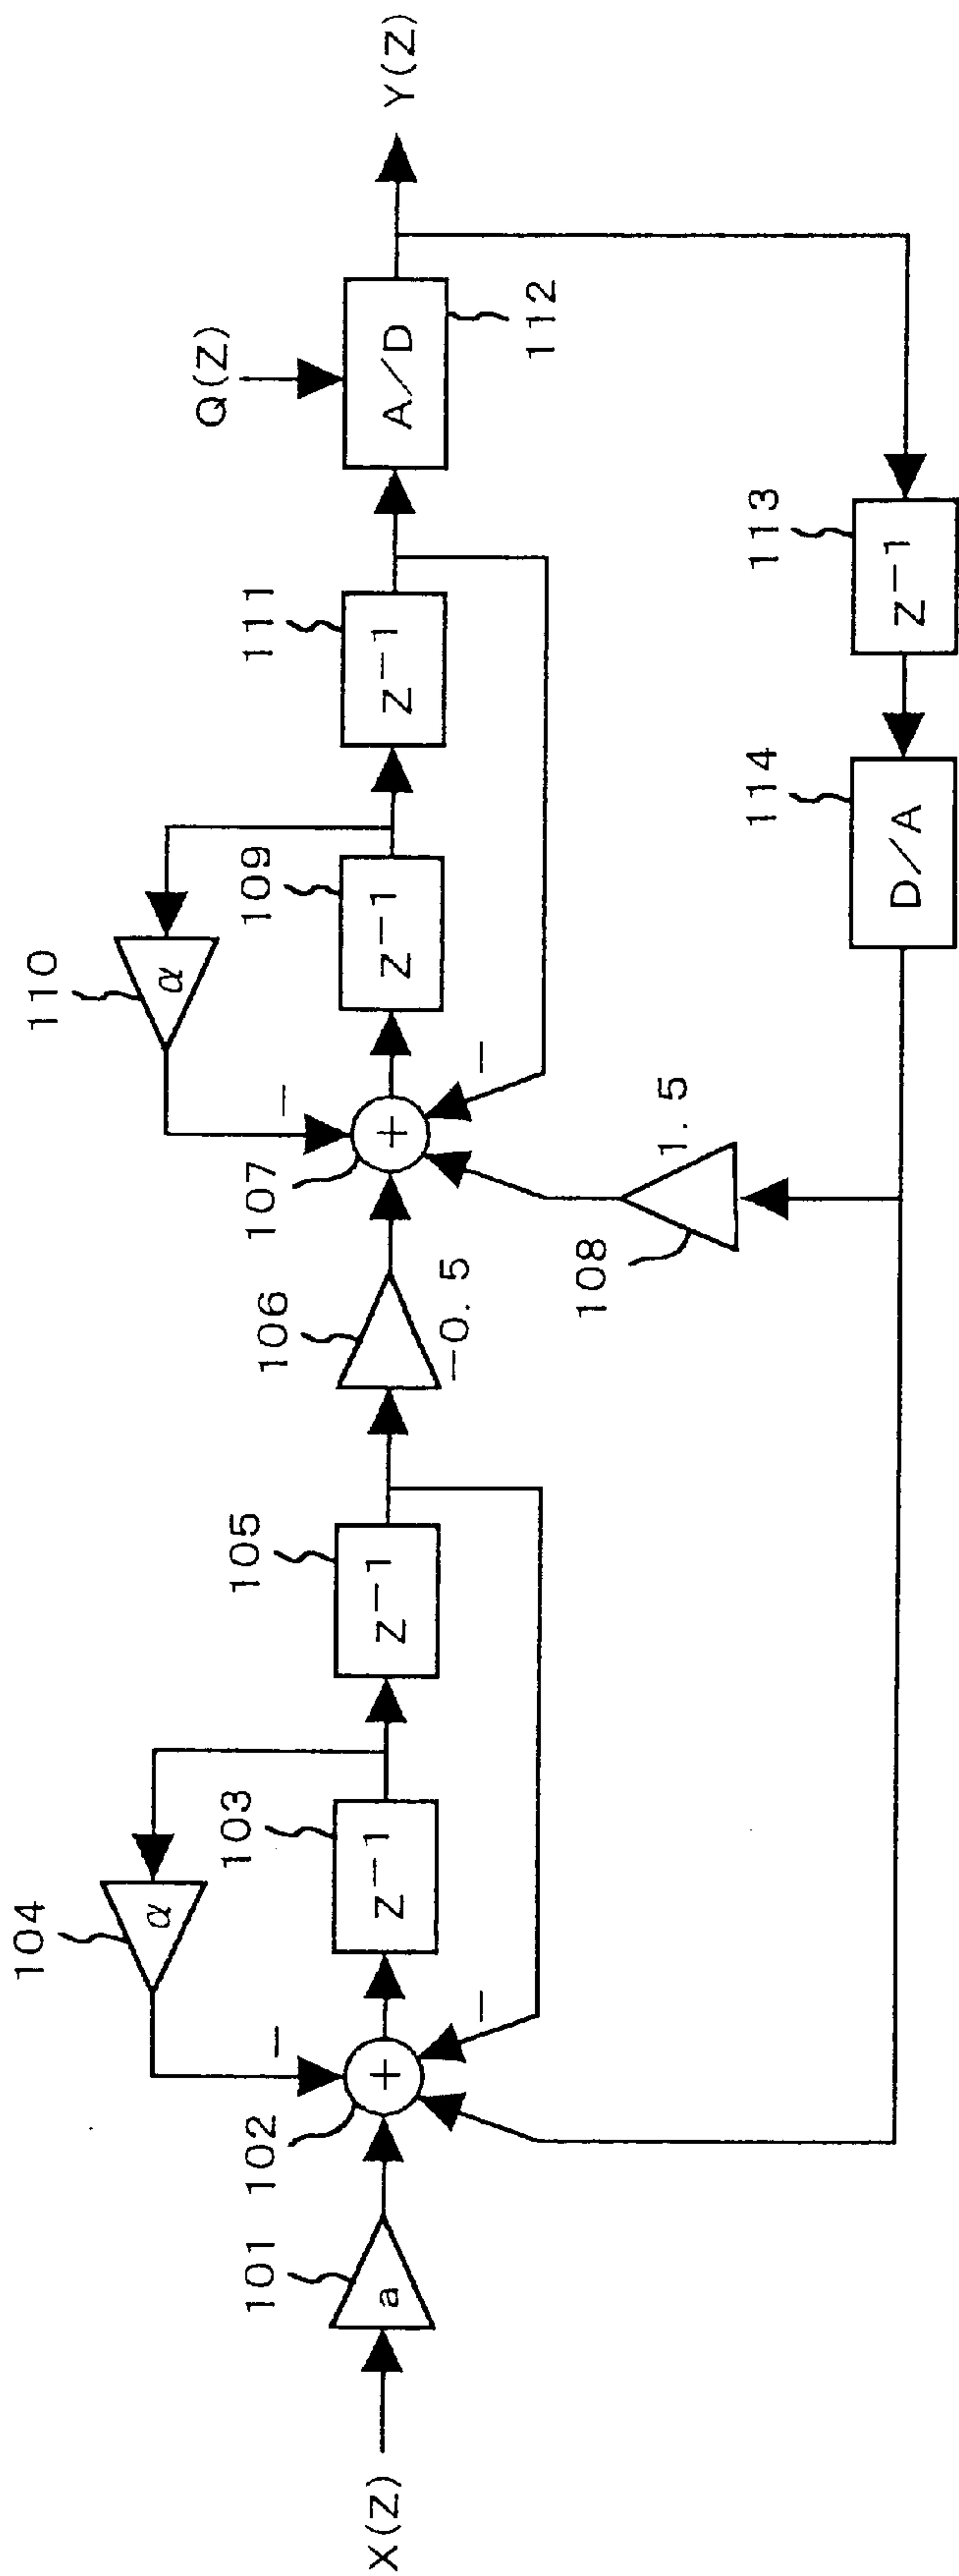 X(Z)
101
a
102
+
−
−
104
α
103
Z−1
105
Z−1
106
−0. 5
107
+
−
−
108
1. 5
110
α
109
Z−1
111
Z−1
Q(Z)
A/D
112
Y(Z)
113
Z−1
114
D/A